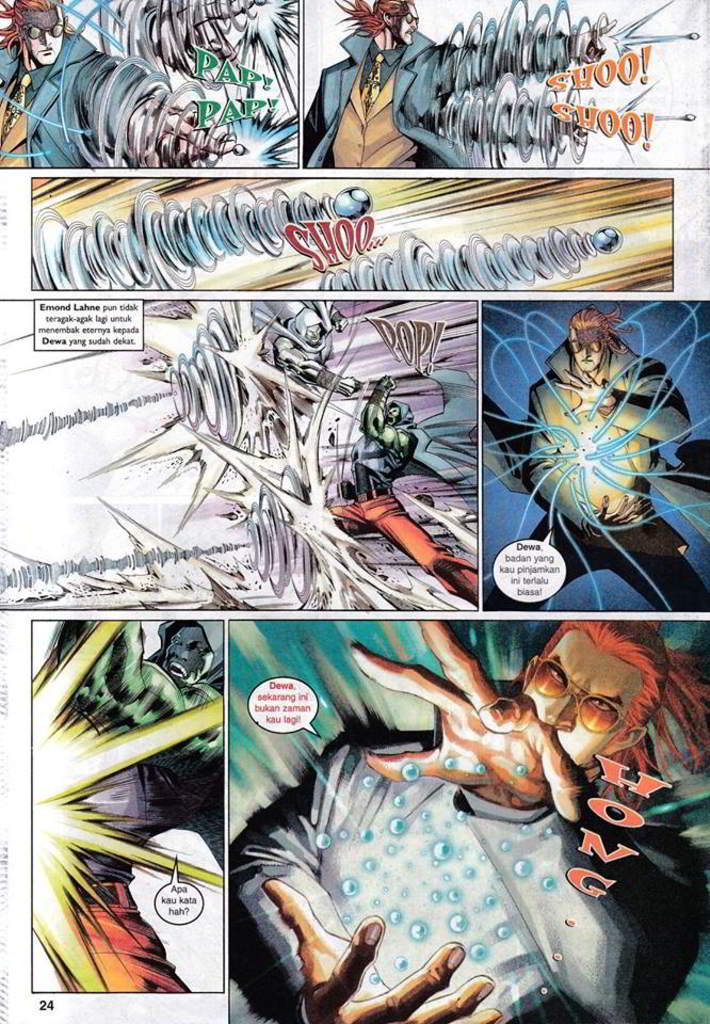 PAP!
PAP!
SHOO!
SHOO!
SHOO...
Emond Lahne pun tidak
teragak-agak lagi untuk
menembak eternya kepada
Dewa yang sudah dekat.
POP!
Dewa,
badan yang
kau pinjamkan
ini terlalu
biasa!
Dewa,
sekarang ini
bukan zaman
kau lagi!
HONG..
Apa
kau kata
hah?
24